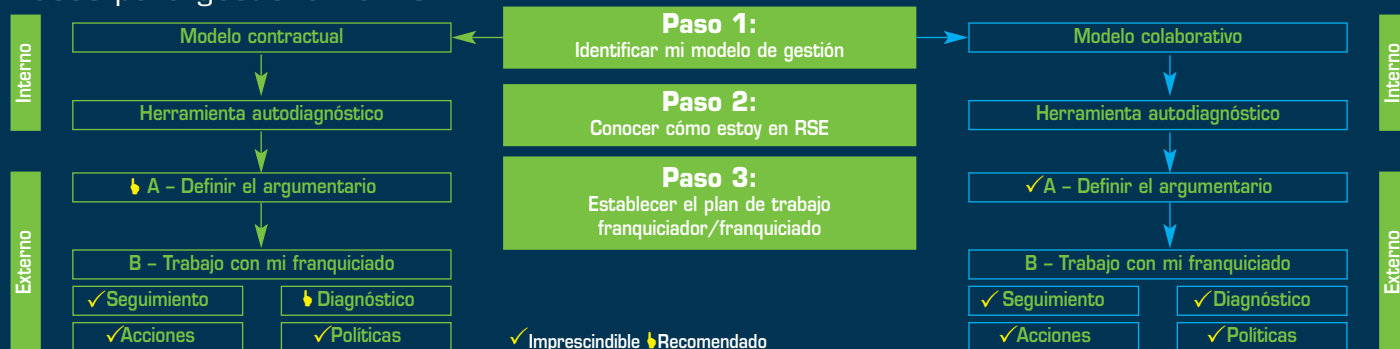 Interno
Modelo contractual
Paso 1:
Identificar mi modelo de gestión
Modelo colaborativo
Interno
Herramienta autodiagnóstico
Paso 2:
Conocer cómo estoy en RSE
Herramienta autodiagnóstico
Externo
A – Definir el argumentario
Paso 3:
Establecer el plan de trabajo
franquiciador/franquiciado
✓A – Definir el argumentario
Externo
B – Trabajo con mi franquiciado
B – Trabajo con mi franquiciado
✓Seguimiento
Diagnóstico
✓Seguimiento
✓Diagnóstico
✓Acciones
✓Políticas
✓Imprescindible
Recomendado
✓Acciones
✓Políticas